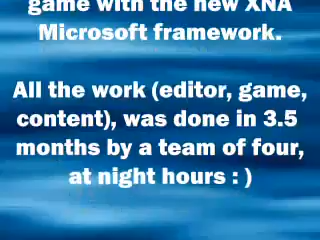 game with the new XNA
Microsoft framework.
All the work (editor, game,
content), was done in 3.5
months by a team of four,
at night hours : )